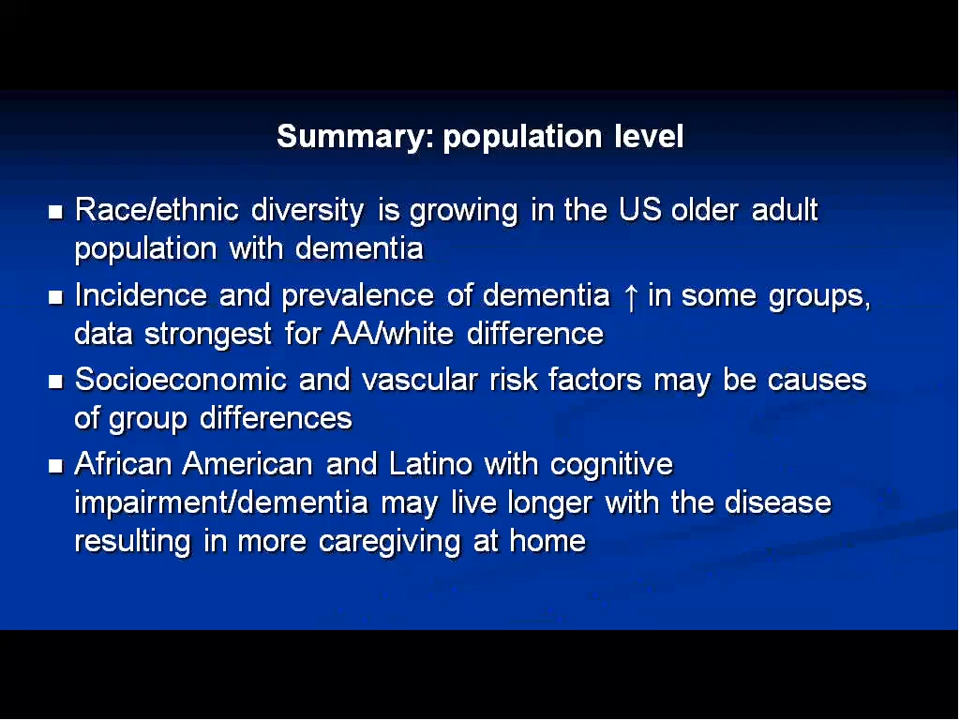 Summary: population level
■ Race/ethnic diversity is growing in the US older adult
population with dementia
■ Incidence and prevalence of dementia ↑ in some groups,
data strongest for AA/white difference
■ Socioeconomic and vascular risk factors may be causes
of group differences
■ African American and Latino with cognitive
impairment/dementia may live longer with the disease
resulting in more caregiving at home